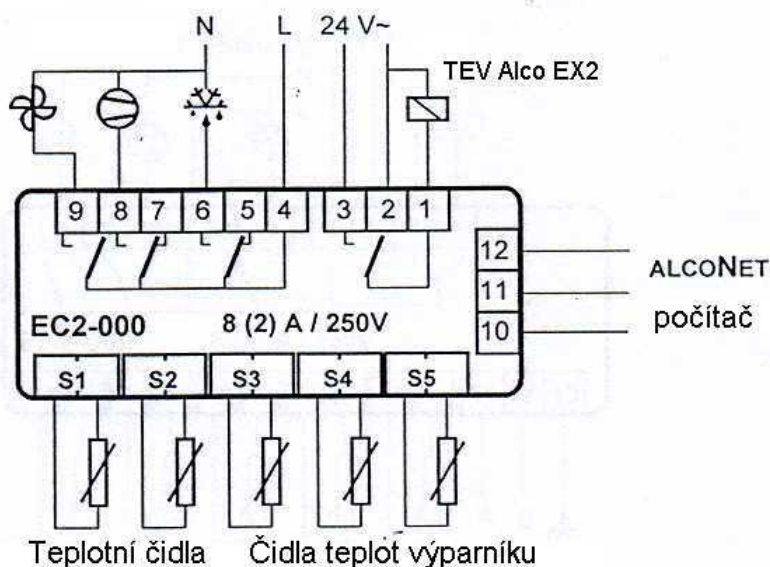 N L 24 V~
TEV Alco EX2
9 8 7 6 5 4 3 2 1
12
11
10
ALCONET
počítač
EC2-000 8 (2) A / 250V
S1 S2 S3 S4 S5
Teplotní čidla Čidla teplot výparníku